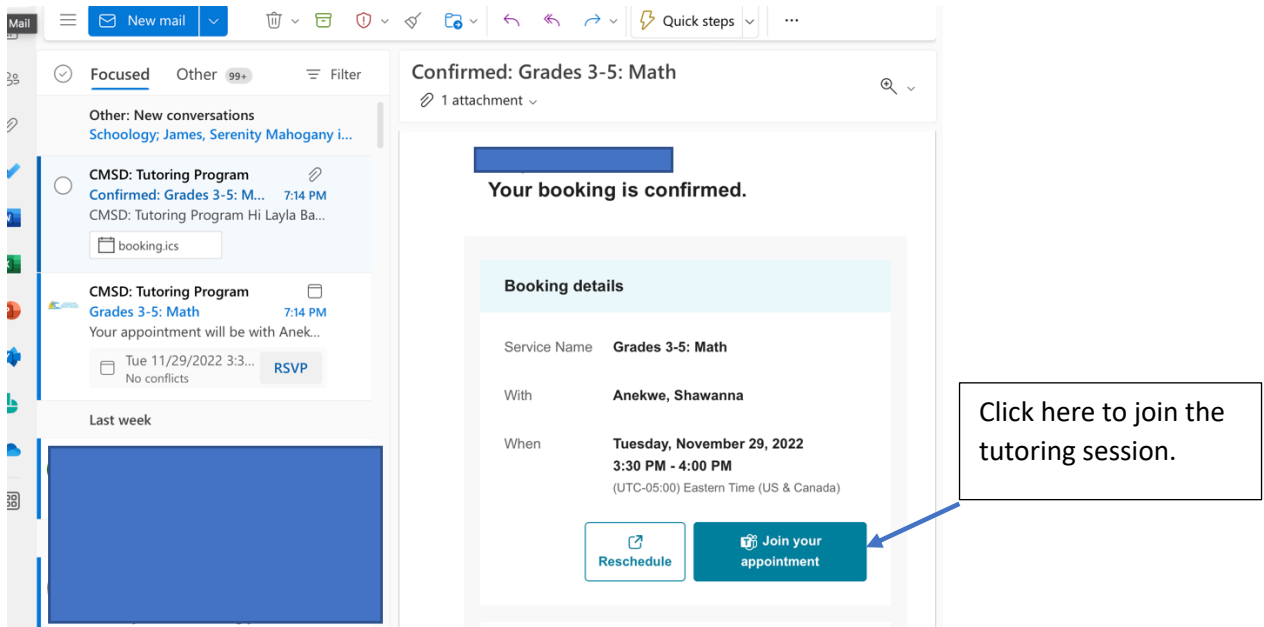 Mail
New mail
Quick steps
Focused Other 99+ Filter
Other: New conversations
Schoology; James, Serenity Mahogany i...
CMSD: Tutoring Program
Confirmed: Grades 3-5: M... 7:14 PM
CMSD: Tutoring Program Hi Layla Ba...
booking.ics
CMSD: Tutoring Program
Grades 3-5: Math 7:14 PM
Your appointment will be with Anek...
Tue 11/29/2022 3:3...
No conflicts
RSVP
Last week
Confirmed: Grades 3-5: Math
1 attachment
Your booking is confirmed.
Booking details
Service Name Grades 3-5: Math
With Anekwe, Shawanna
When Tuesday, November 29, 2022
3:30 PM - 4:00 PM
(UTC-05:00) Eastern Time (US & Canada)
Reschedule
Join your
appointment
Click here to join the
tutoring session.